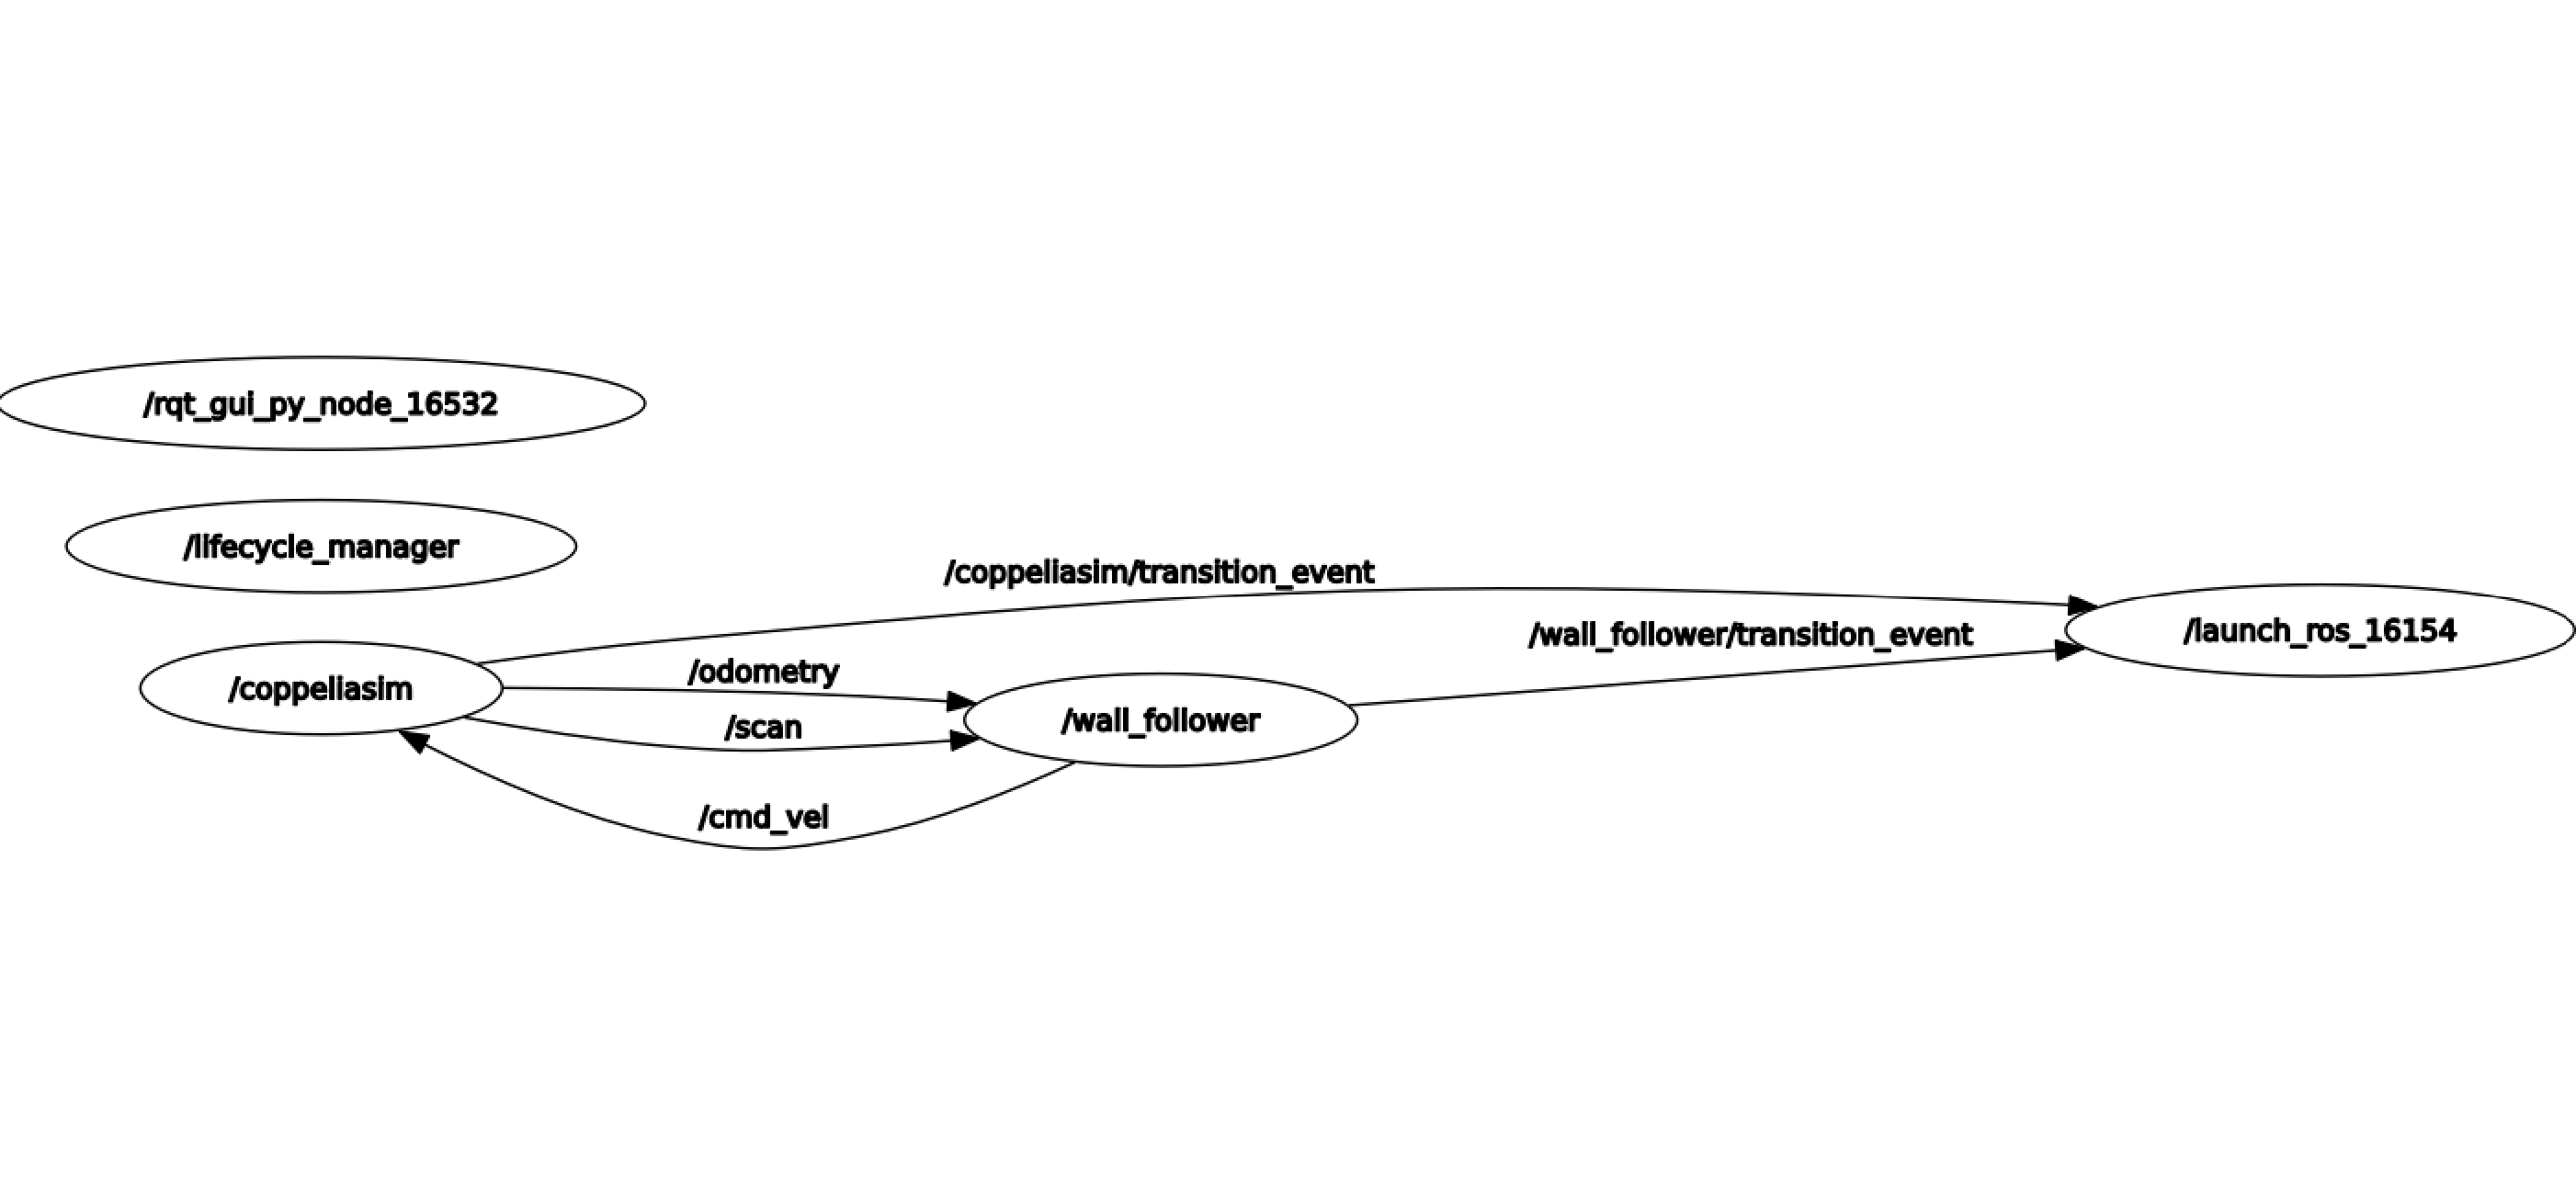 /rqt_gui_py_node_16532
/lifecycle_manager
/coppeliasim/transition_event
/launch_ros_16154
/wall_follower/transition_event
/odometry
/coppeliasim
/wall_follower
/scan
/cmd_vel